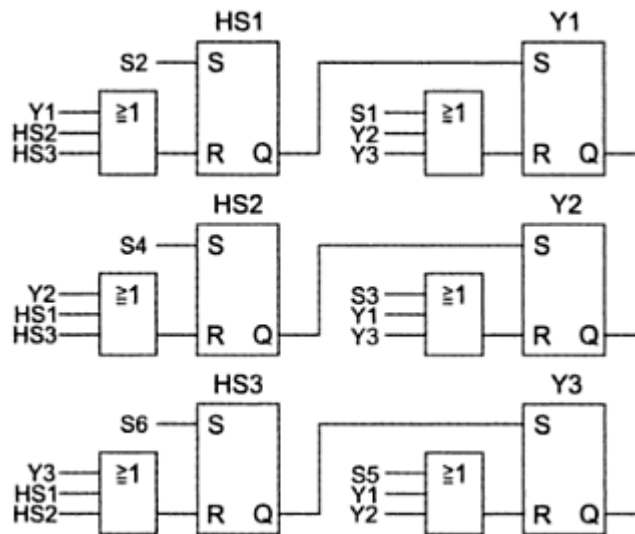 HS1 Y1
S2 S S
Y1 ≥1 S1 ≥1
HS2 Y2
HS3 R Q Y3 R Q
HS2 Y2
S4 S S
Y2 ≥1 S3 ≥1
HS1 Y1
HS3 R Q Y3 R Q
HS3 Y3
S6 S S
Y3 ≥1 S5 ≥1
HS1 Y1
HS2 R Q Y2 R Q